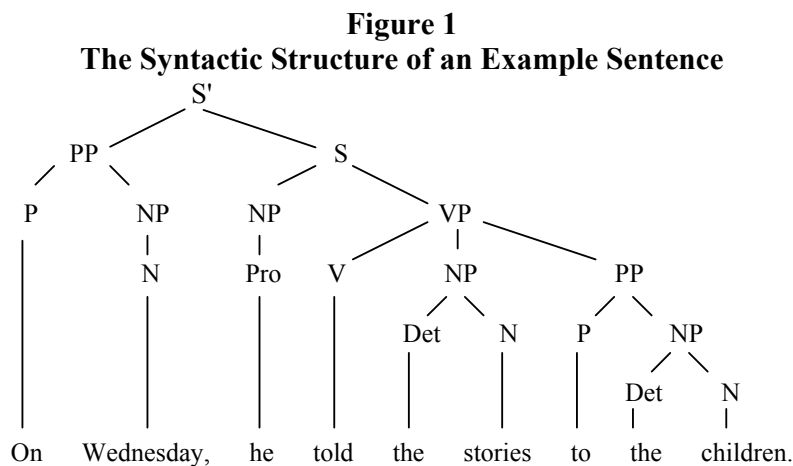 Figure 1
The Syntactic Structure of an Example Sentence
S'
PP S
P NP NP VP
N Pro V NP PP
Det N P NP
Det N
On Wednesday, he told the stories to the children.